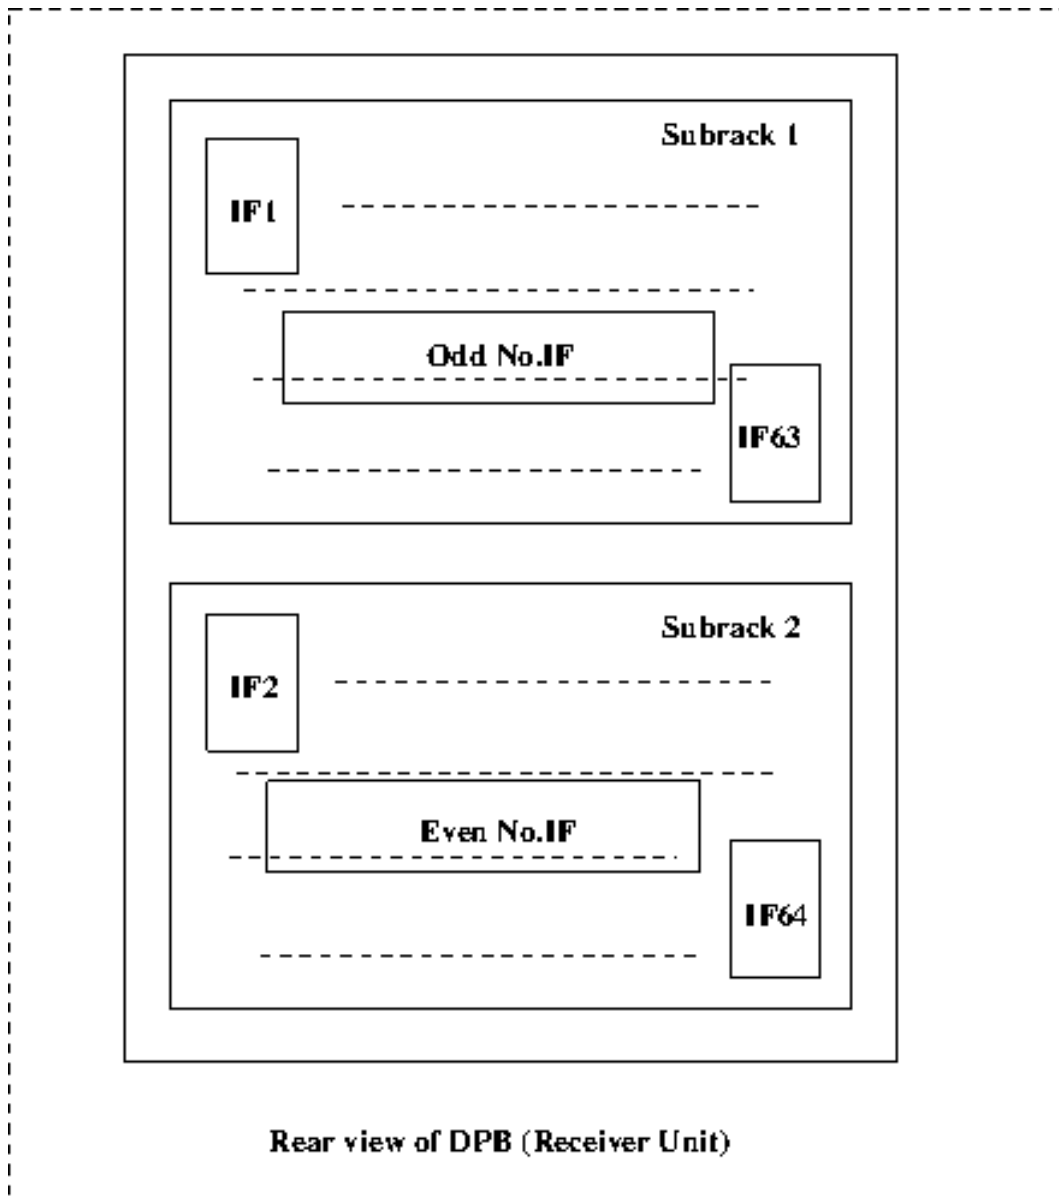 Subrack 1
IF1
Odd No.IF
IF63
Subrack 2
IF2
Even No.IF
IF64
Rear view of DPB (Receiver Unit)